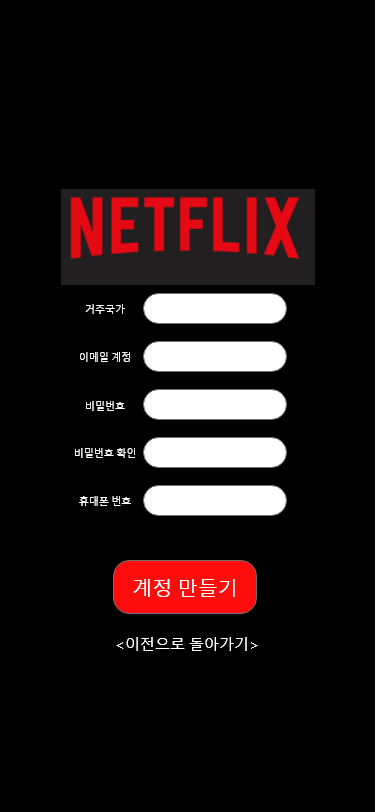 NETFLIX
거주국가
이메일 계정
비밀번호
비밀번호 확인
휴대폰 번호
계정 만들기
<이전으로 돌아가기>